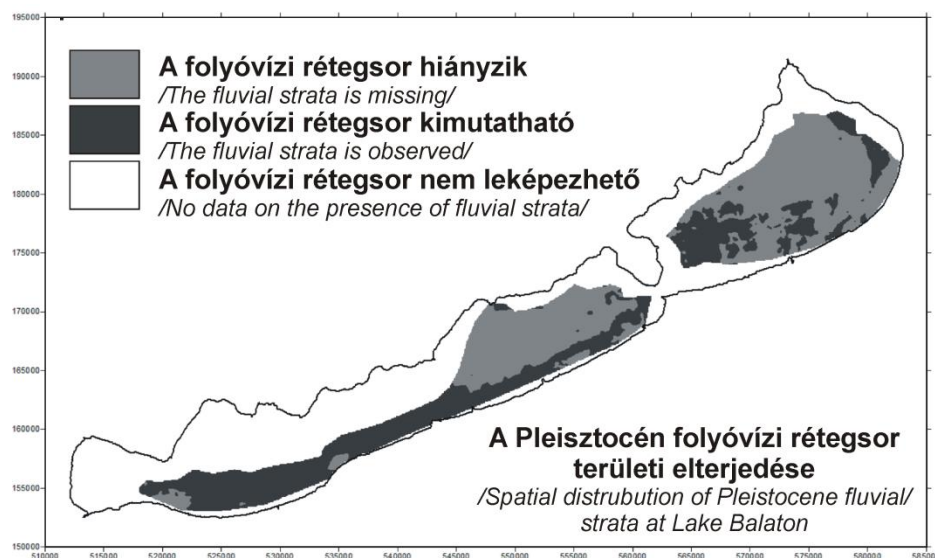 195000
190000
185000
180000
175000
170000
165000
160000
155000
150000
A folyóvízi rétegsor hiányzik
/The fluvial strata is missing/
A folyóvízi rétegsor kimutatható
/The fluvial strata is observed/
A folyóvízi rétegsor nem leképezhető
/No data on the presence of fluvial strata/
A Pleisztocén folyóvízi rétegsor
területi elterjedése
/Spatial distrubution of Pleistocene fluvial/
strata at Lake Balaton
510000 515000 520000 525000 530000 535000 540000 545000 550000 555000 560000 565000 570000 575000 580000